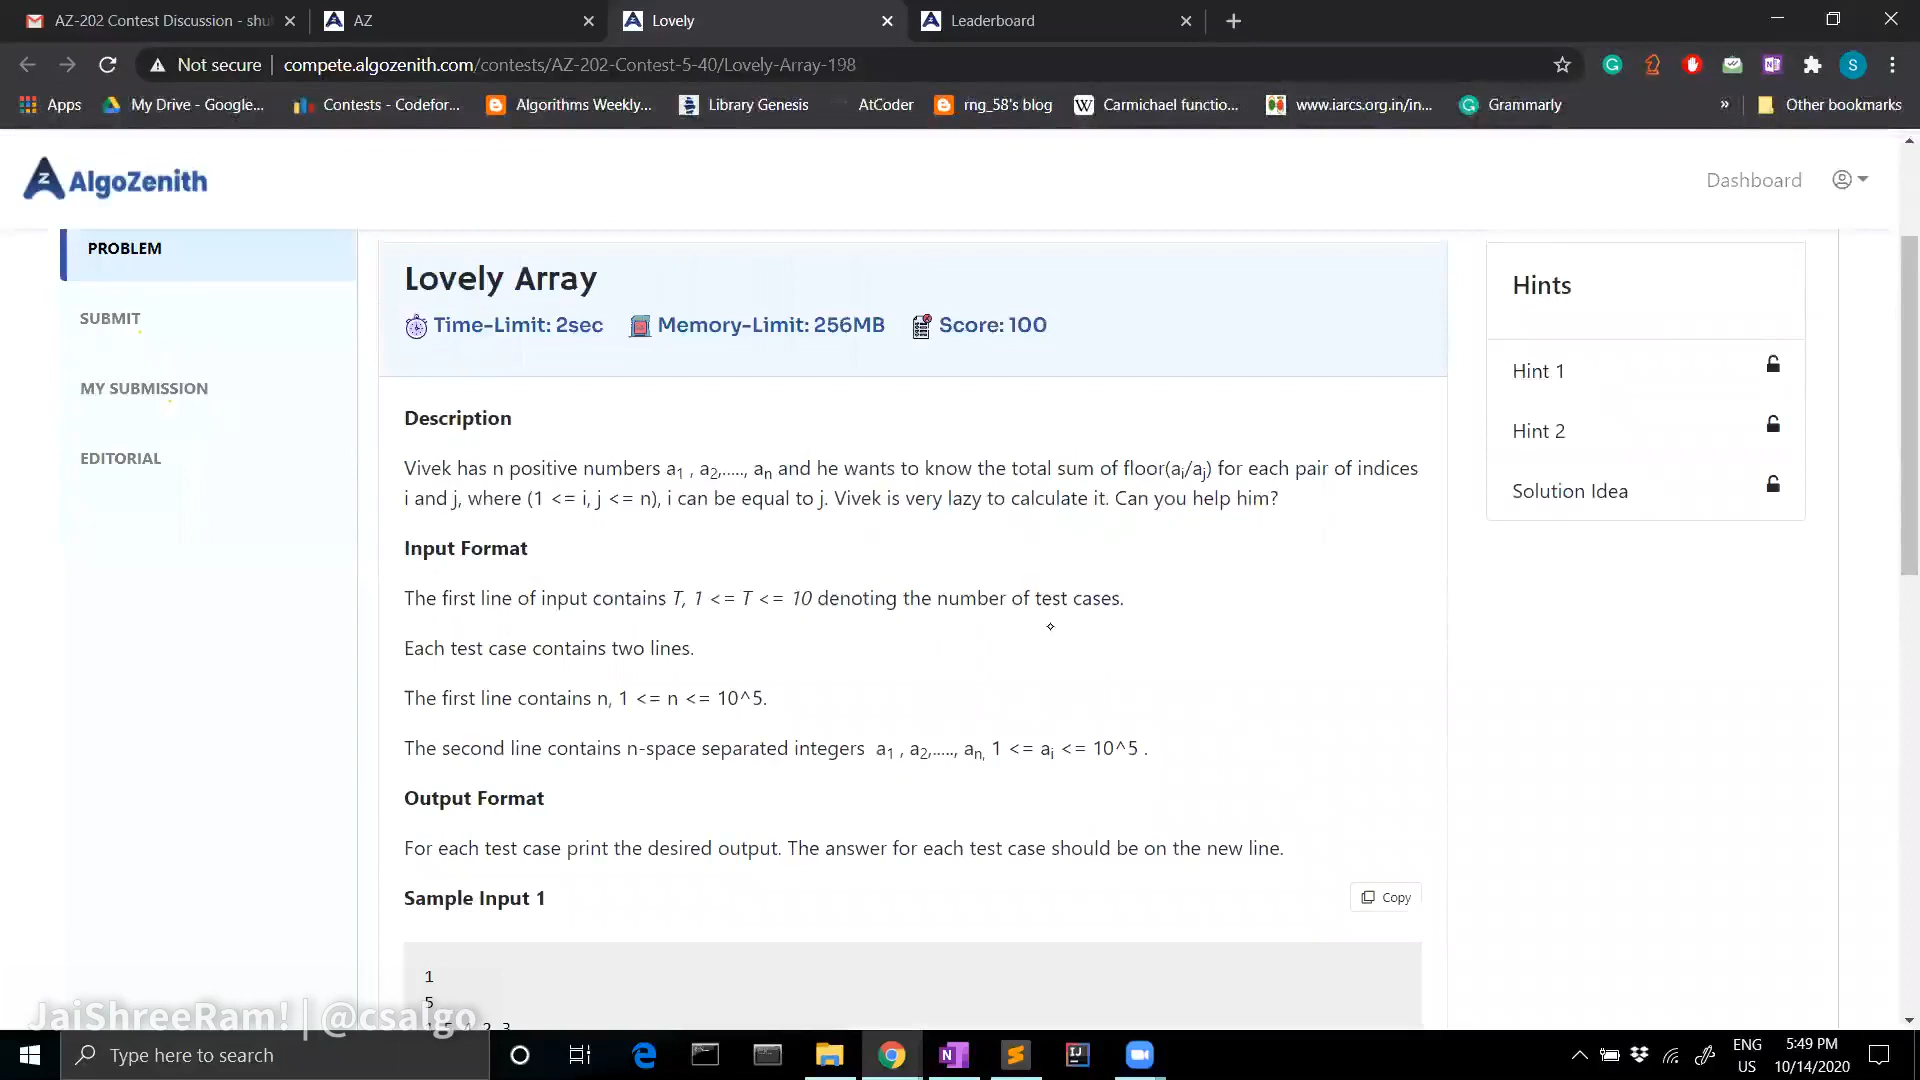 AZ-202 Contest Discussion - shu
AZ
Lovely
Leaderboard
Not secure
compete.algozenith.com/contests/AZ-202-Contest-5-40/Lovely-Array-198
Apps
My Drive - Google...
Contests - Codefor...
Algorithms Weekly...
Library Genesis
AtCoder
rng_58's blog
Carmichael functio...
www.iarcs.org.in/in...
Grammarly
»
Other bookmarks
AlgoZenith
Dashboard
PROBLEM
SUBMIT
MY SUBMISSION
EDITORIAL
Lovely Array
Time-Limit: 2sec Memory-Limit: 256MB Score: 100
Description
Vivek has n positive numbers a1 , a2,....., an and he wants to know the total sum of floor(ai/aj) for each pair of indices
i and j, where (1 <= i, j <= n), i can be equal to j. Vivek is very lazy to calculate it. Can you help him?
Input Format
The first line of input contains T, 1 <= T <= 10 denoting the number of test cases.
Each test case contains two lines.
The first line contains n, 1 <= n <= 10^5.
The second line contains n-space separated integers a1 , a2,....., an, 1 <= ai <= 10^5 .
Output Format
For each test case print the desired output. The answer for each test case should be on the new line.
Sample Input 1
Copy
1
5
Hints
Hint 1
Hint 2
Solution Idea
JaiShreeRam! | @csalgo
Type here to search
ENG
US
5:49 PM
10/14/2020